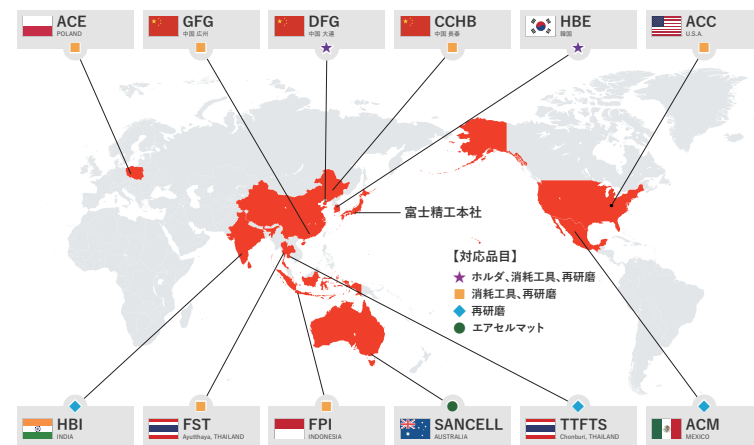 ACE
POLAND
GFG
中国 広州
DFG
中国 大連
CCHB
中国 長春
HBE
韓国
ACC
U.S.A.
富士精工本社
【対応品目】
ホルダ、消耗工具、再研磨
消耗工具、再研磨
再研磨
エアセルマット
HBI
INDIA
FST
Ayutthaya, THAILAND
FPI
INDONESIA
SANCELL
AUSTRALIA
TTFTS
Chonburi, THAILAND
ACM
MEXICO